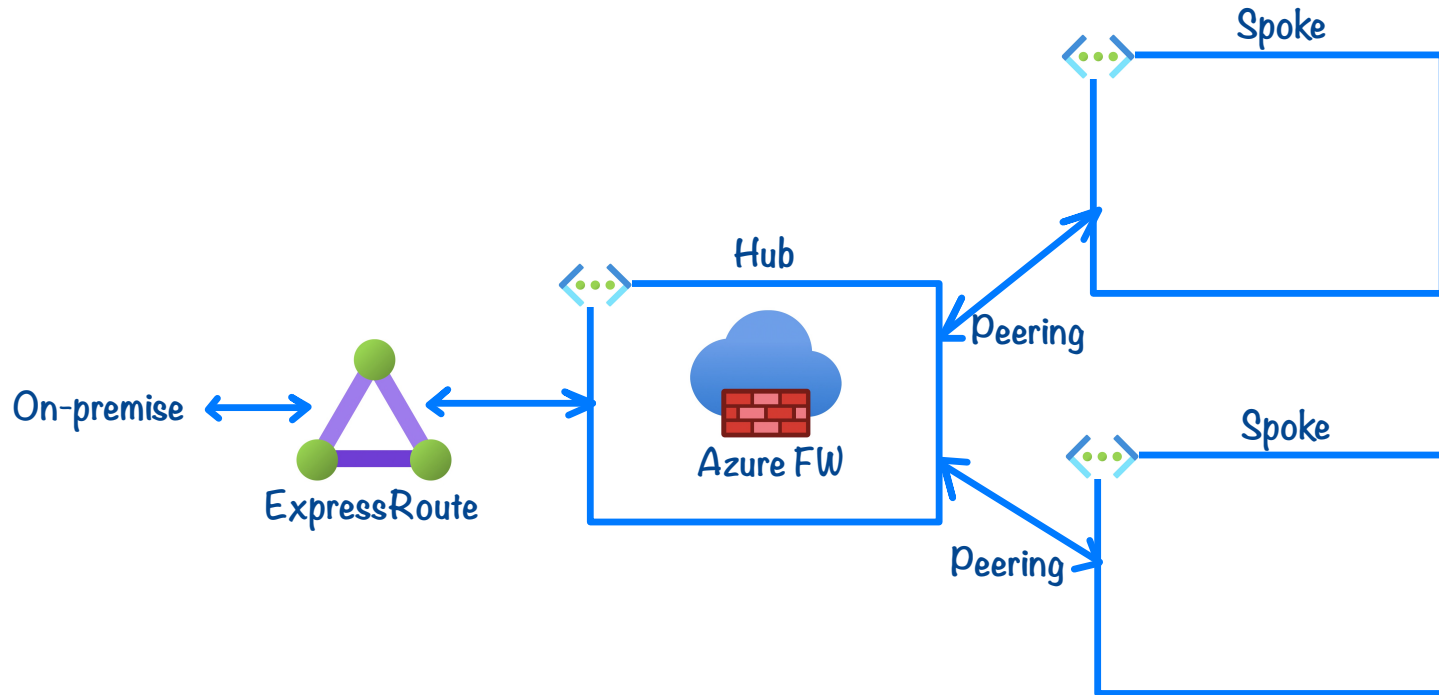 Spoke
Hub
Peering
On-premise
ExpressRoute
Azure FW
Spoke
Peering